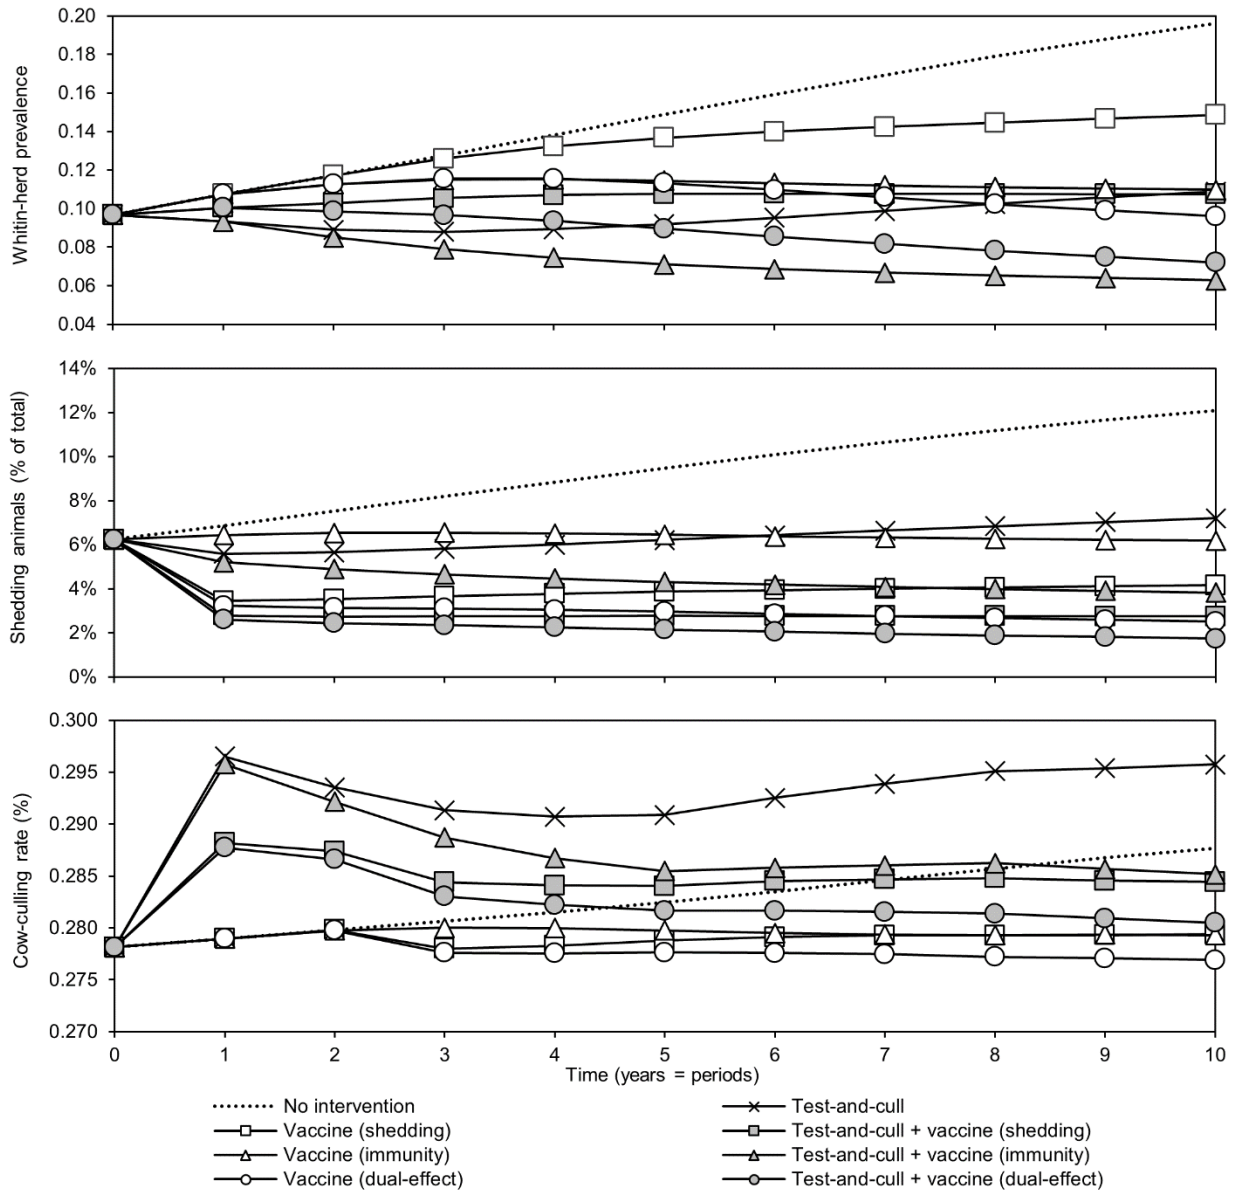 Whitin-herd prevalence
0.20
0.18
0.16
0.14
0.12
0.10
0.08
0.06
0.04
Shedding animals (% of total)
14%
12%
10%
8%
6%
4%
2%
0%
Cow-culling rate (%)
0.300
0.295
0.290
0.285
0.280
0.275
0.270
0 1 2 3 4 5 6 7 8 9 10
Time (years = periods)
No intervention
Test-and-cull
Vaccine (shedding)
Test-and-cull + vaccine (shedding)
Vaccine (immunity)
Test-and-cull + vaccine (immunity)
Vaccine (dual-effect)
Test-and-cull + vaccine (dual-effect)